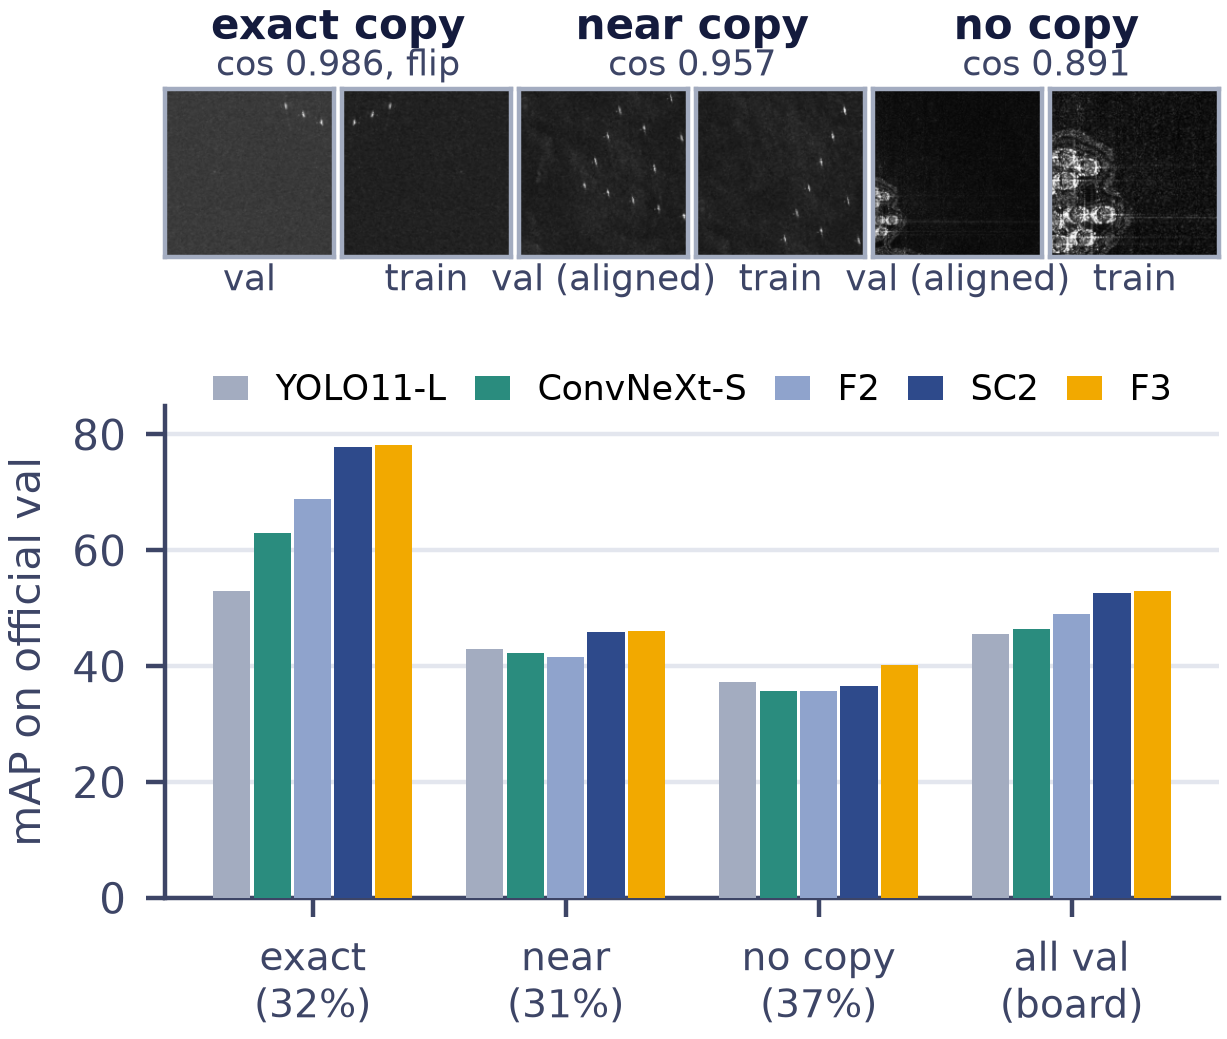 exact copy near copy no copy
cos 0.986, flip cos 0.957 cos 0.891
val train val (aligned) train val (aligned) train
YOLO11-L ConvNeXt-S F2 SC2 F3
mAP on official val
80
60
40
20
0
exact near no copy all val
(32%) (31%) (37%) (board)